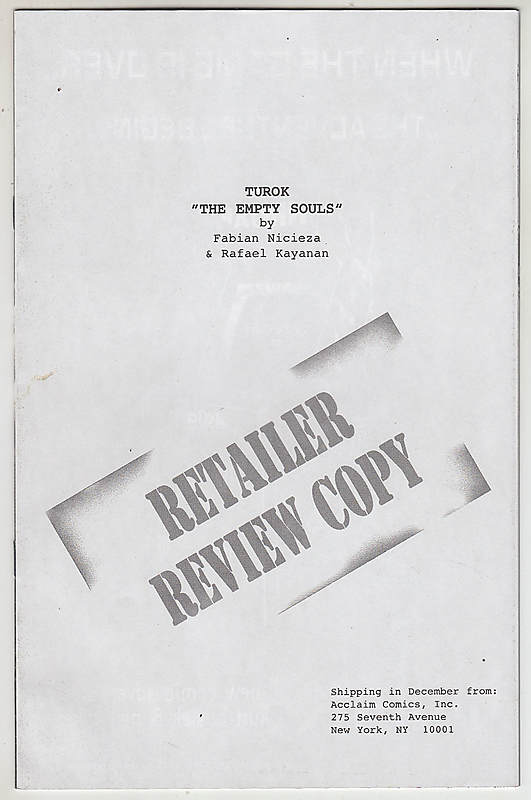 TUROK
"THE EMPTY SOULS"
by
Fabian Nicieza
& Rafael Kayanan
RETAILER
REVIEW COPY
Shipping in December from:
Acclaim Comics, Inc.
275 Seventh Avenue
New York, NY 10001